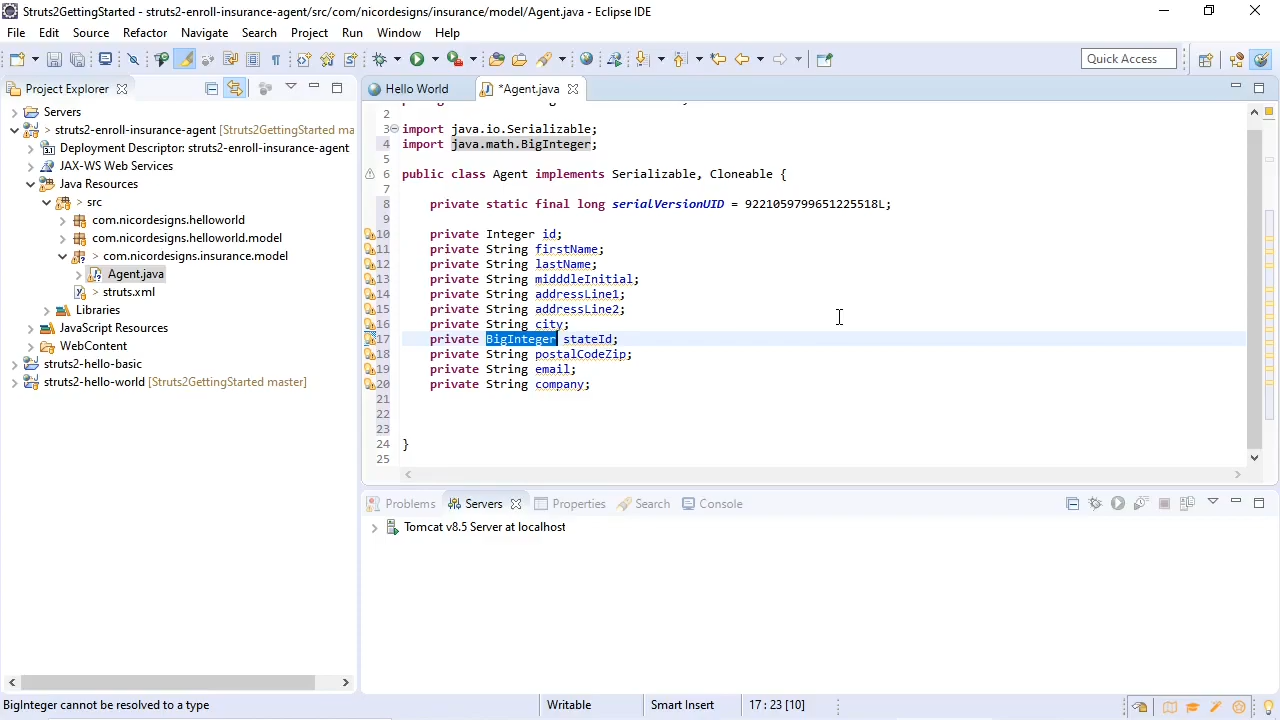 Struts2GettingStarted - struts2-enroll-insurance-agent/src/com/nicordesigns/insurance/model/Agent.java - Eclipse IDE
File Edit Source Refactor Navigate Search Project Run Window Help
Quick Access
Project Explorer
Servers
> struts2-enroll-insurance-agent [Struts2GettingStarted ma
Deployment Descriptor: struts2-enroll-insurance-agent
JAX-WS Web Services
Java Resources
> src
com.nicordesigns.helloworld
com.nicordesigns.helloworld.model
> com.nicordesigns.insurance.model
Agent.java
> struts.xml
Libraries
JavaScript Resources
WebContent
struts2-hello-basic
struts2-hello-world [Struts2GettingStarted master]
Hello World *Agent.java
2
3 import java.io.Serializable;
4 import java.math.BigInteger;
5
6 public class Agent implements Serializable, Cloneable {
7
8 private static final long serialVersionUID = 9221059799651225518L;
9
10 private Integer id;
11 private String firstName;
12 private String lastName;
13 private String midddleInitial;
14 private String addressLine1;
15 private String addressLine2;
16 private String city;
17 private BigInteger stateId;
18 private String postalCodeZip;
19 private String email;
20 private String company;
21
22
23
24 }
25
Problems Servers Properties Search Console
Tomcat v8.5 Server at localhost
BigInteger cannot be resolved to a type Writable Smart Insert 17 : 23 [10]